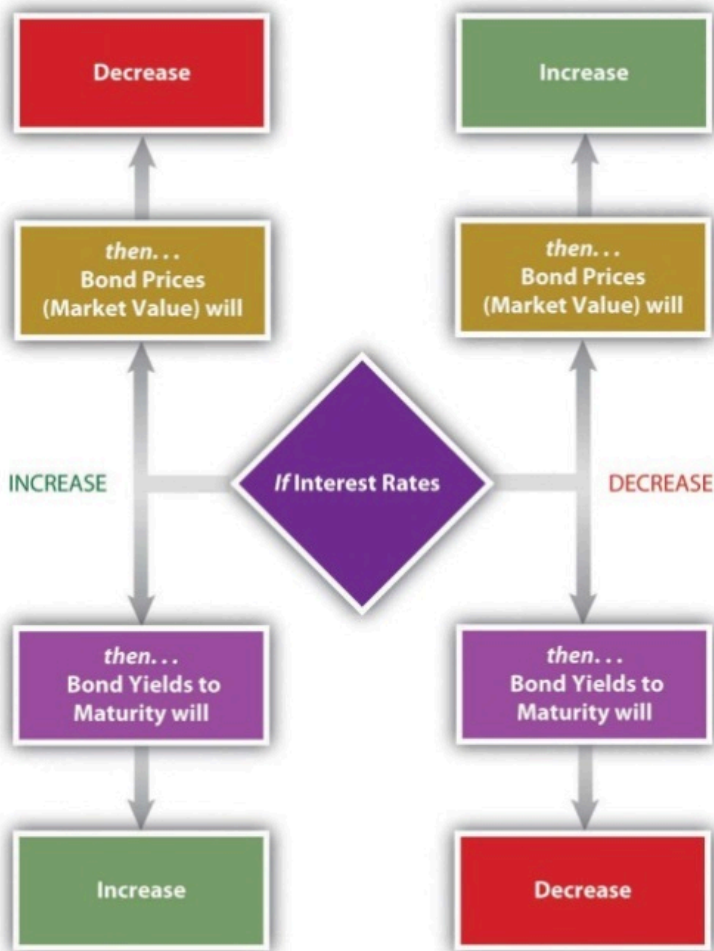 Decrease
Increase
then...
Bond Prices
(Market Value) will
then...
Bond Prices
(Market Value) will
INCREASE
If Interest Rates
DECREASE
then...
Bond Yields to
Maturity will
then...
Bond Yields to
Maturity will
Increase
Decrease